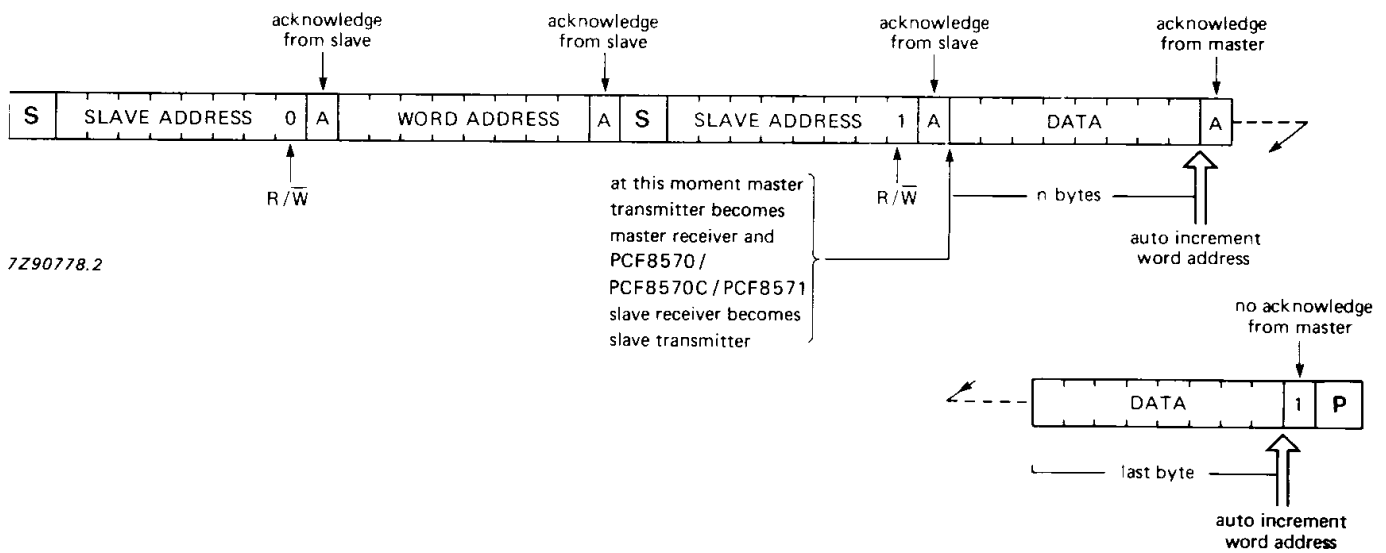 acknowledge
from slave
acknowledge
from slave
acknowledge
from slave
acknowledge
from master
S SLAVE ADDRESS 0 A WORD ADDRESS A S SLAVE ADDRESS 1 A DATA A
R/W̅
R/W̅
n bytes
at this moment master
transmitter becomes
master receiver and
PCF8570/
PCF8570C/PCF8571
slave receiver becomes
slave transmitter
auto increment
word address
7Z90778.2
no acknowledge
from master
DATA 1 P
last byte
auto increment
word address